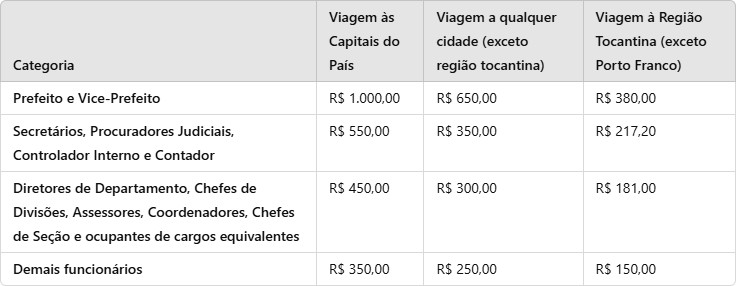 Categoria
Viagem às
Capitais do
País
Viagem a qualquer
cidade (exceto
região tocantina)
Viagem à Região
Tocantina (exceto
Porto Franco)
Prefeito e Vice-Prefeito
R$ 1.000,00
R$ 650,00
R$ 380,00
Secretários, Procuradores Judiciais,
Controlador Interno e Contador
R$ 550,00
R$ 350,00
R$ 217,20
Diretores de Departamento, Chefes de
Divisões, Assessores, Coordenadores, Chefes
de Seção e ocupantes de cargos equivalentes
R$ 450,00
R$ 300,00
R$ 181,00
Demais funcionários
R$ 350,00
R$ 250,00
R$ 150,00